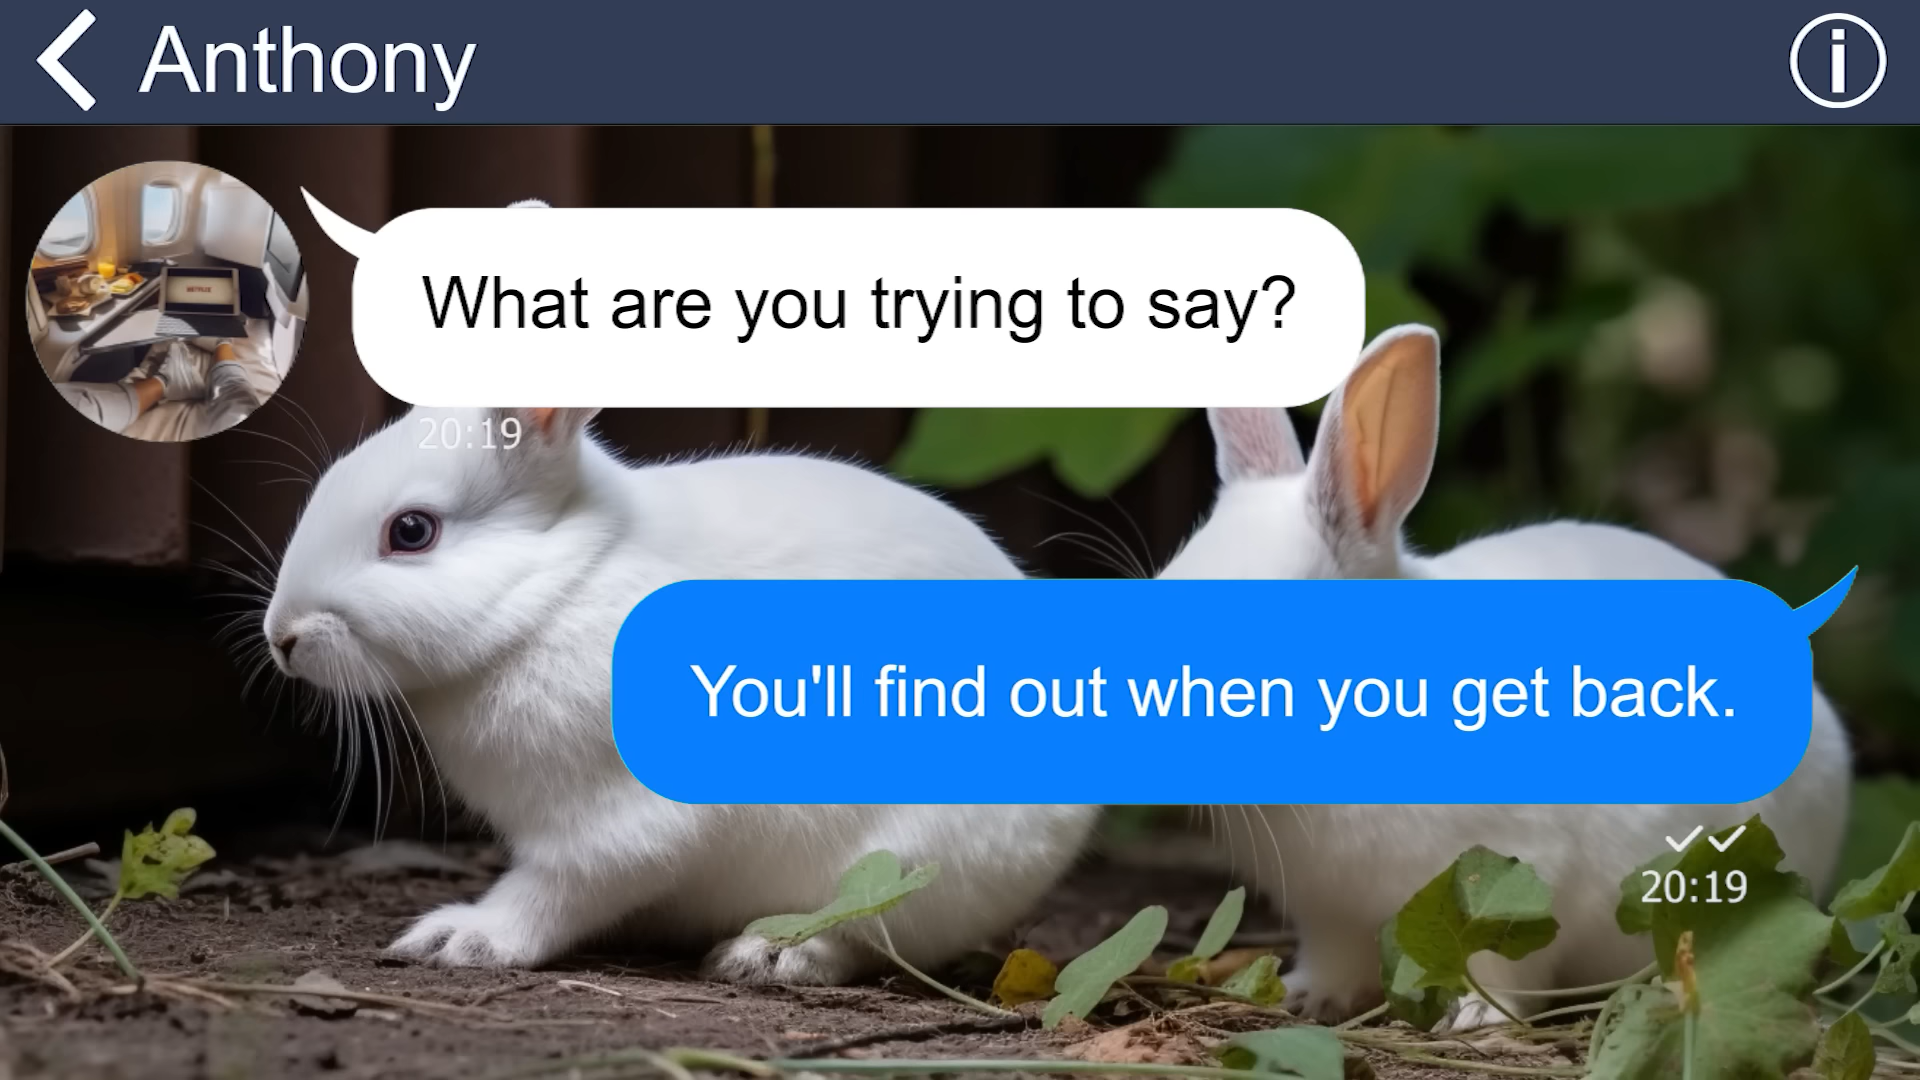 Anthony
What are you trying to say?
20:19
You'll find out when you get back.
20:19
NETFLIX